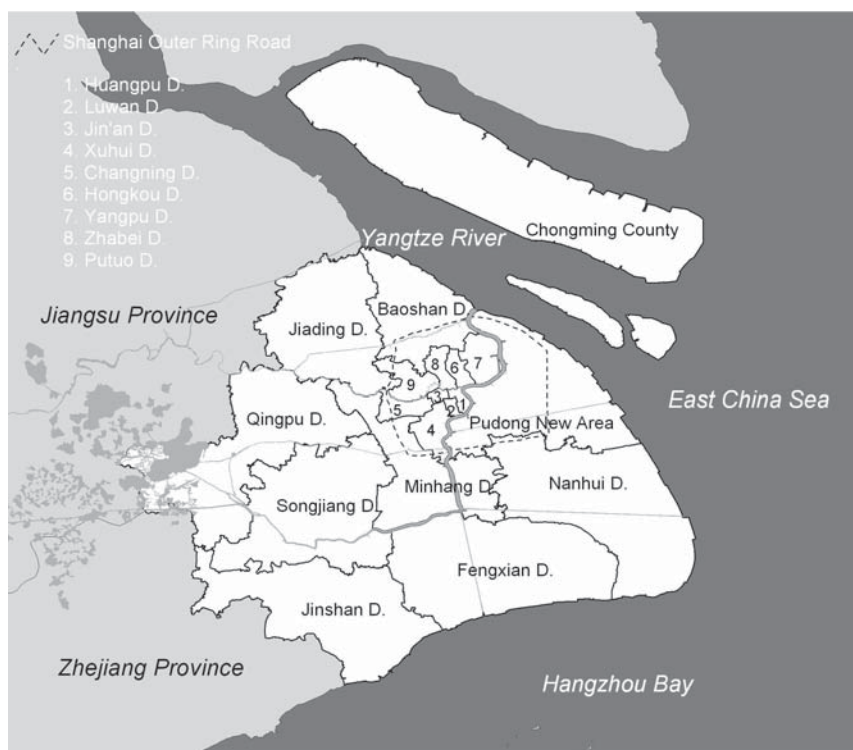 Shanghai Outer Ring Road
1. Huangpu D.
2. Luwan D.
3. Jin'an D.
4. Xuhui D.
5. Changning D.
6. Hongkou D.
7. Yangpu D.
8. Zhabei D.
9. Putuo D.
Chongming County
Yangtze River
Baoshan D.
Jiangsu Province
Jiading D.
8
6
7
9
East China Sea
3
1
5
2
Qingpu D.
4
Pudong New Area
Minhang D.
Nanhui D.
Songjiang D.
Fengxian D.
Jinshan D.
Zhejiang Province
Hangzhou Bay